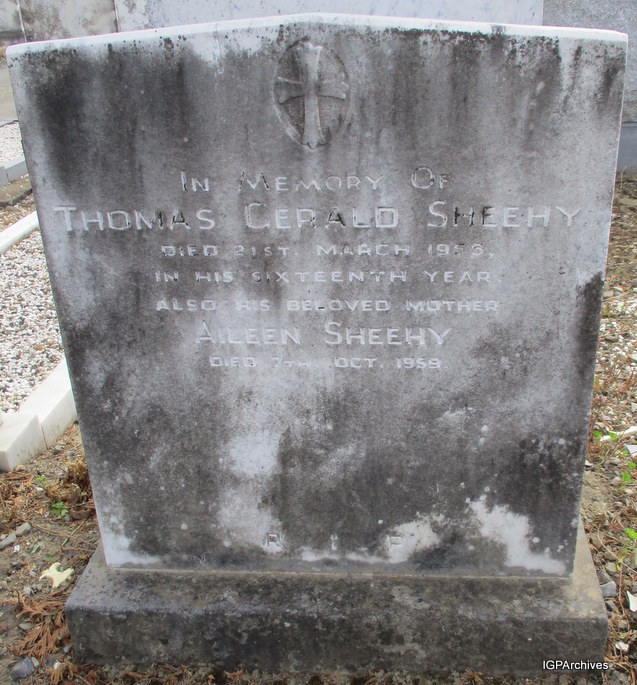 In Memory Of
Thomas Gerald Sheehy
Died 21st. March 1953,
in his sixteenth year.
also his beloved mother
Aileen Sheehy
Died 7th. Oct. 1959
R I P
IGPArchives